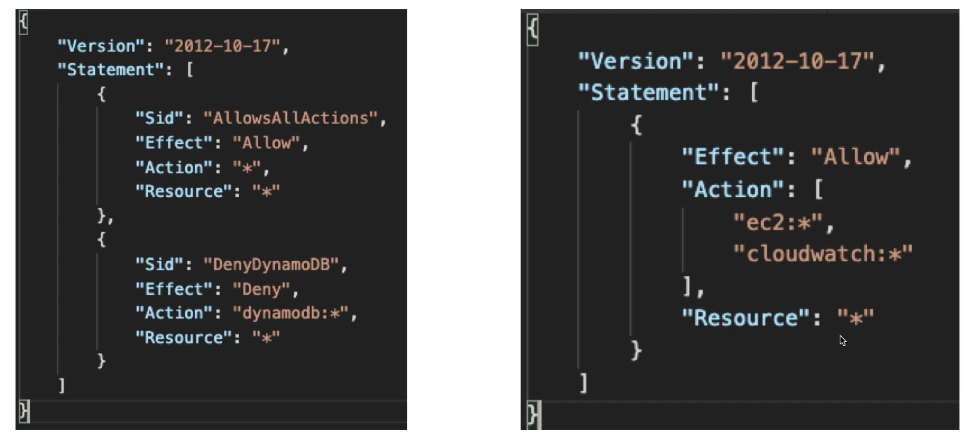 {
"Version": "2012-10-17",
"Statement": [
{
"Sid": "AllowsAllActions",
"Effect": "Allow",
"Action": "*",
"Resource": "*"
},
{
"Sid": "DenyDynamoDB",
"Effect": "Deny",
"Action": "dynamodb:*",
"Resource": "*"
}
]
}
{
"Version": "2012-10-17",
"Statement": [
{
"Effect": "Allow",
"Action": [
"ec2:*",
"cloudwatch:*"
],
"Resource": "*"
}
]
}